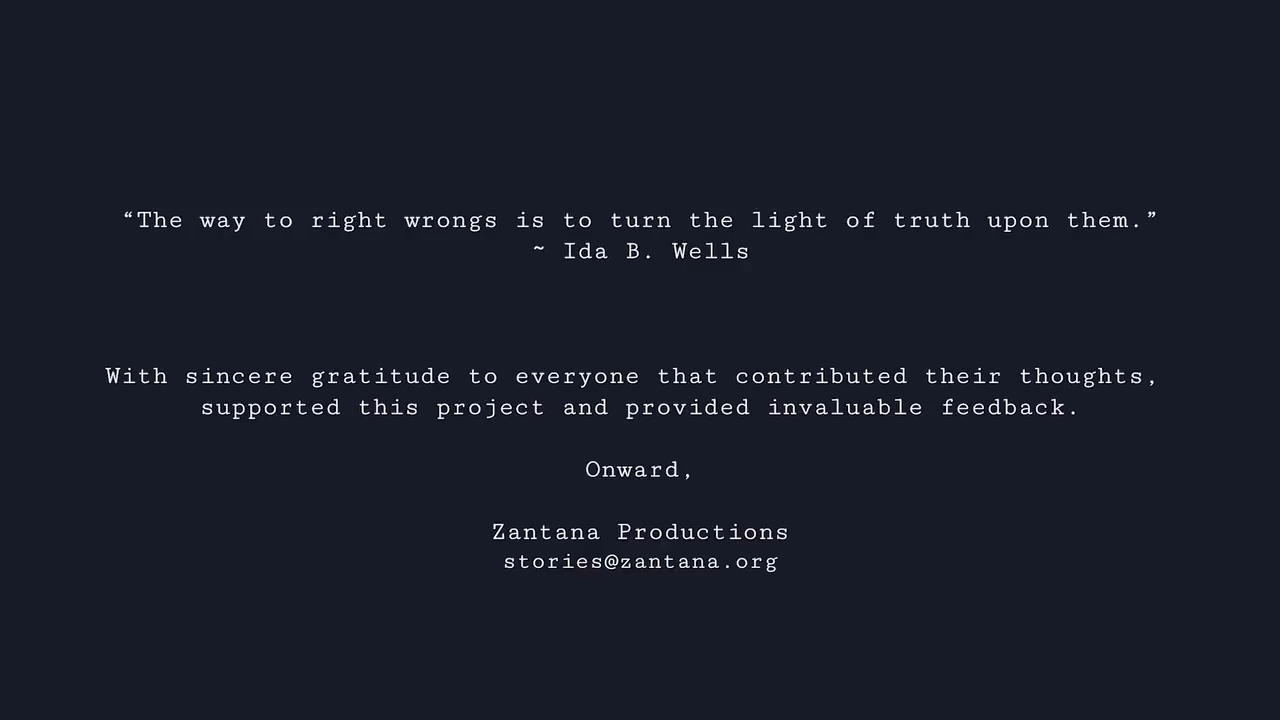 “The way to right wrongs is to turn the light of truth upon them.”
~ Ida B. Wells
With sincere gratitude to everyone that contributed their thoughts,
supported this project and provided invaluable feedback.
Onward,
Zantana Productions
stories@zantana.org